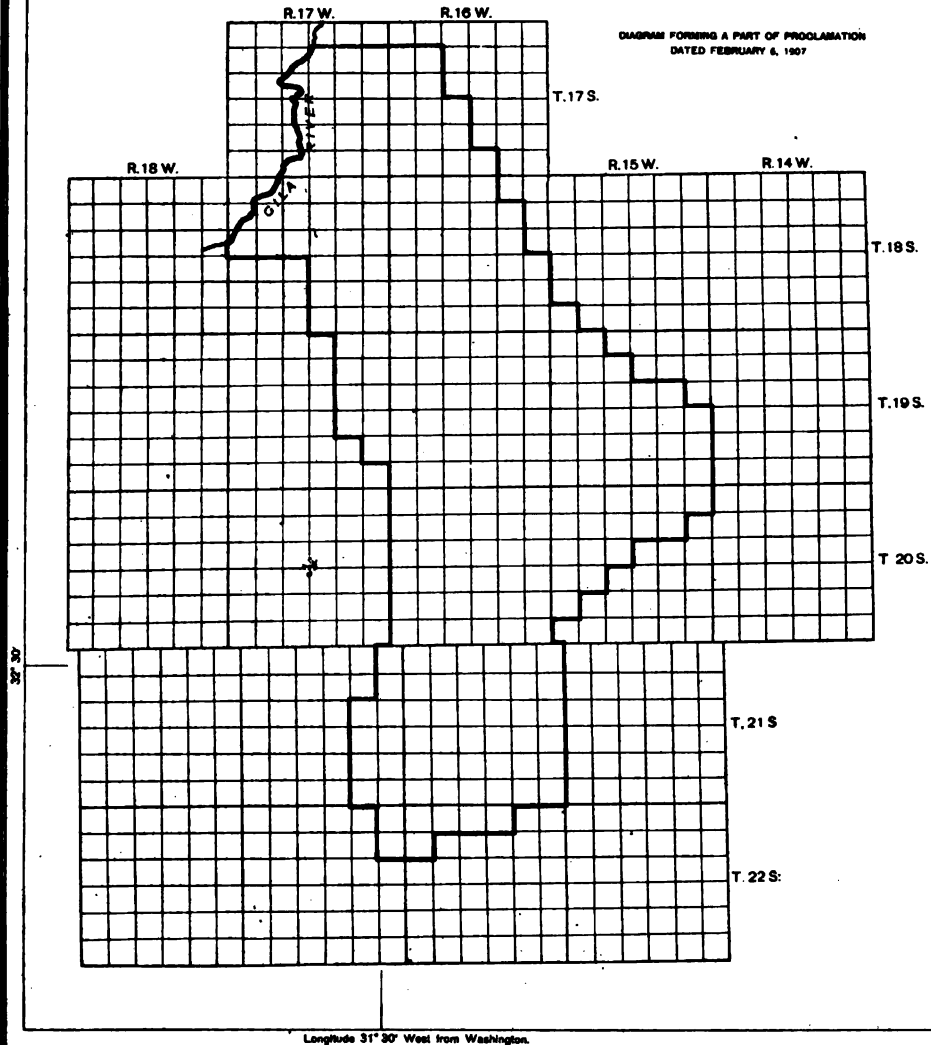 R.17 W.
R.16 W.
DIAGRAM FORMING A PART OF PROCLAMATION
DATED FEBRUARY 6, 1907
T.17 S.
RIVER
R.18 W.
R.15 W.
R.14 W.
GILA
T.18 S.
T.19 S.
T 20 S.
32° 30'
T, 21 S
T. 22 S:
Longitude 31° 30' West from Washington.